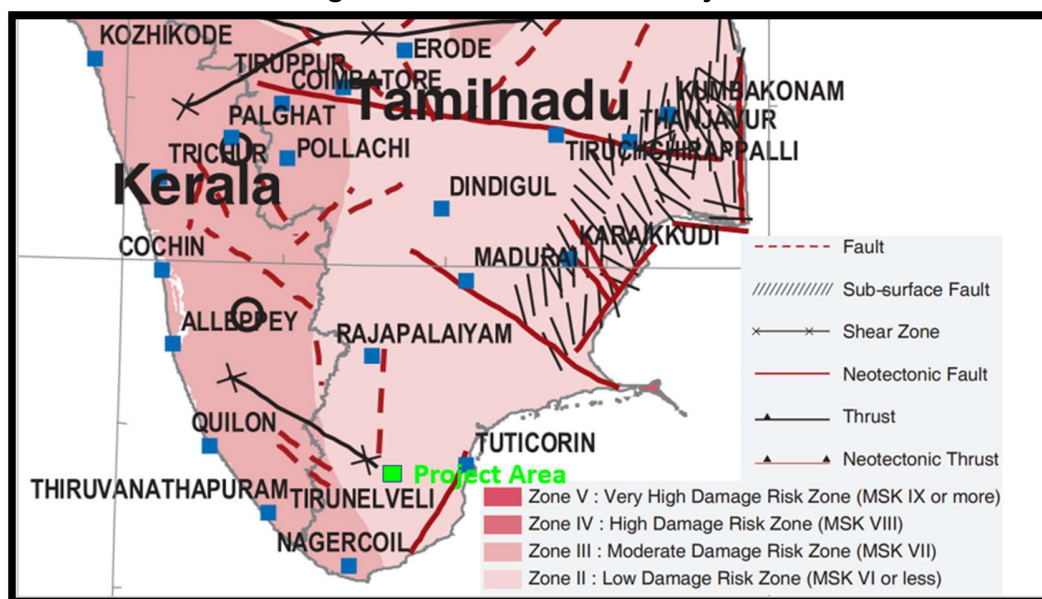 KOZHIKODE
ERODE
TIRUPPUR
COIMBATORE
Tamilnadu
KUMBAKONAM
PALGHAT
THANJAVUR
TRICHUR
POLLACHI
TIRUCHCHIRAPPALLI
Kerala
DINDIGUL
COCHIN
KARAIKKUDI
MADURAI
Fault
Sub-surface Fault
ALLEPPEY
RAJAPALAIYAM
Shear Zone
Neotectonic Fault
QUILON
Thrust
TUTICORIN
Neotectonic Thrust
Project Area
THIRUVANATHAPURAM
TIRUNELVELI
Zone V : Very High Damage Risk Zone (MSK IX or more)
Zone IV : High Damage Risk Zone (MSK VIII)
NAGERCOIL
Zone III : Moderate Damage Risk Zone (MSK VII)
Zone II : Low Damage Risk Zone (MSK VI or less)